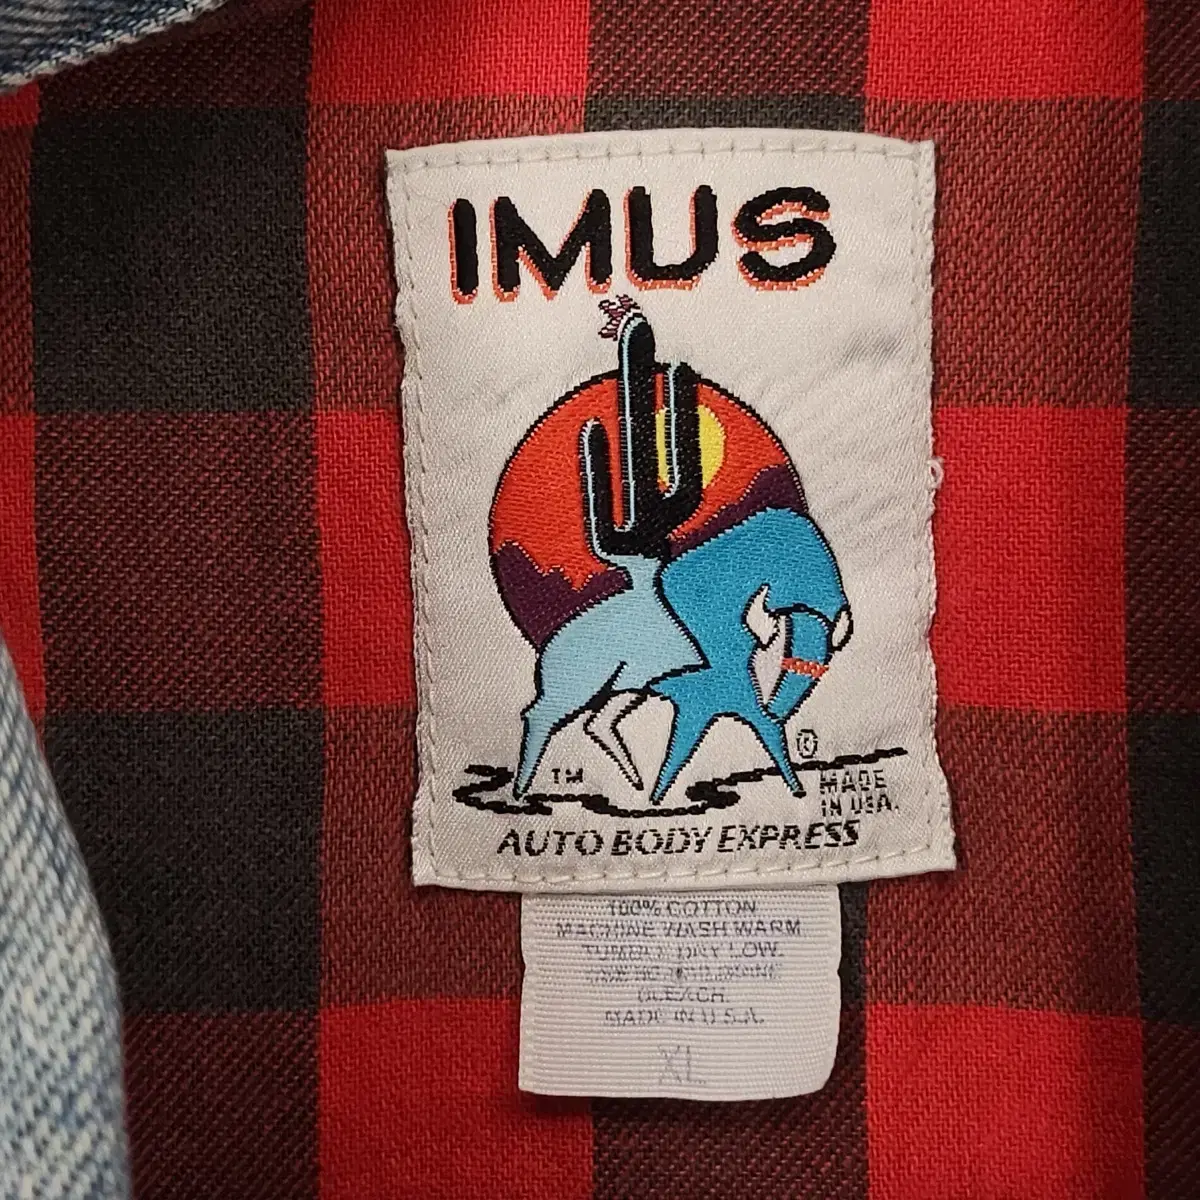 IMUS
TM
©
MADE
IN USA.
AUTO BODY EXPRESS
100% COTTON
MACHINE WASH WARM
TUMBLE DRY LOW.
BLEACH.
MADE IN U.S.A.
XL